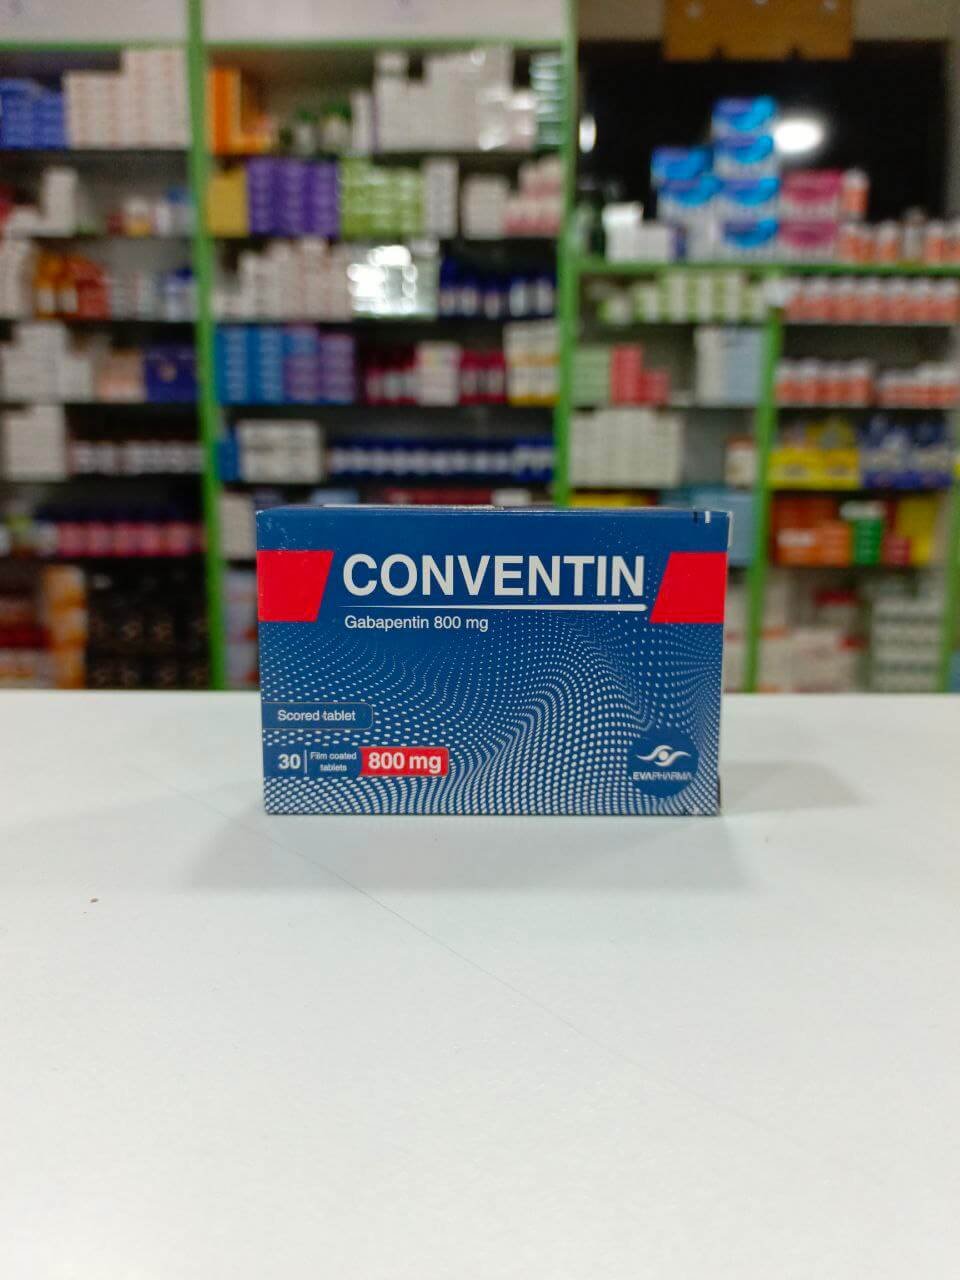 CONVENTIN
Gabapentin 800 mg
Scored tablet
30 Film coated
tablets
800 mg
EVAPHARMA